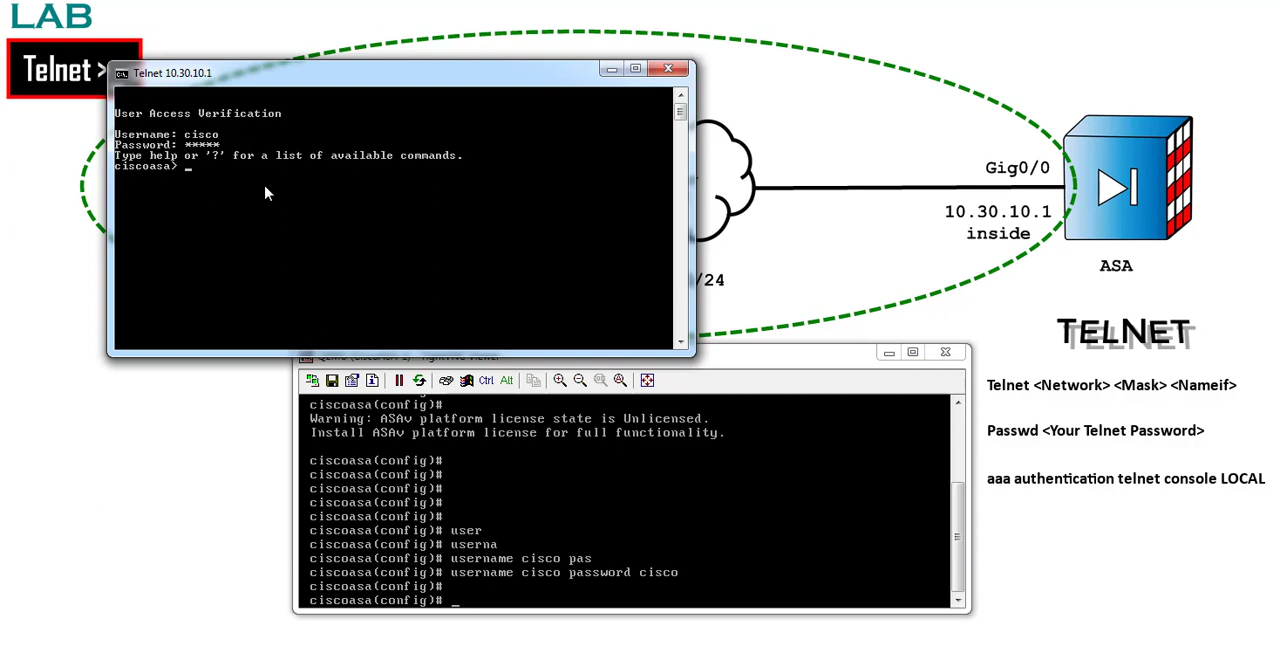 LAB
Telnet >
Telnet 10.30.10.1
User Access Verification
Username: cisco
Password: *****
Type help or '?' for a list of available commands.
ciscoasa> _
Gig0/0
10.30.10.1
inside
ASA
/24
TELNET
Telnet <Network> <Mask> <Nameif>
Passwd <Your Telnet Password>
aaa authentication telnet console LOCAL
Ctrl Alt
ciscoasa(config)#
Warning: ASAv platform license state is Unlicensed.
Install ASAv platform license for full functionality.
ciscoasa(config)#
ciscoasa(config)#
ciscoasa(config)#
ciscoasa(config)#
ciscoasa(config)#
ciscoasa(config)# user
ciscoasa(config)# userna
ciscoasa(config)# username cisco pas
ciscoasa(config)# username cisco password cisco
ciscoasa(config)#
ciscoasa(config)# _